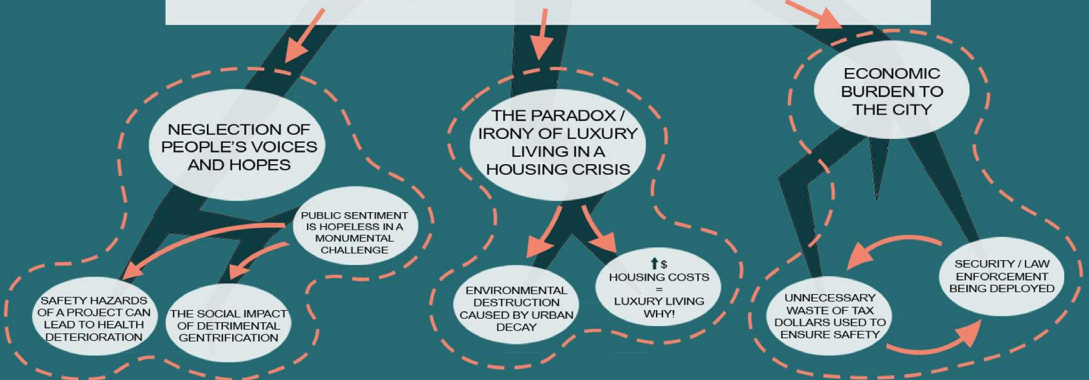 NEGLECTION OF
PEOPLE'S VOICES
AND HOPES
PUBLIC SENTIMENT
IS HOPELESS IN A
MONUMENTAL
CHALLENGE
SAFETY HAZARDS
OF A PROJECT CAN
LEAD TO HEALTH
DETERIORATION
THE SOCIAL IMPACT
OF DETRIMENTAL
GENTRIFICATION
THE PARADOX /
IRONY OF LUXURY
LIVING IN A
HOUSING CRISIS
ENVIRONMENTAL
DESTRUCTION
CAUSED BY URBAN
DECAY
↑$
HOUSING COSTS
=
LUXURY LIVING
WHY!
ECONOMIC
BURDEN TO
THE CITY
UNNECESSARY
WASTE OF TAX
DOLLARS USED TO
ENSURE SAFETY
SECURITY / LAW
ENFORCEMENT
BEING DEPLOYED